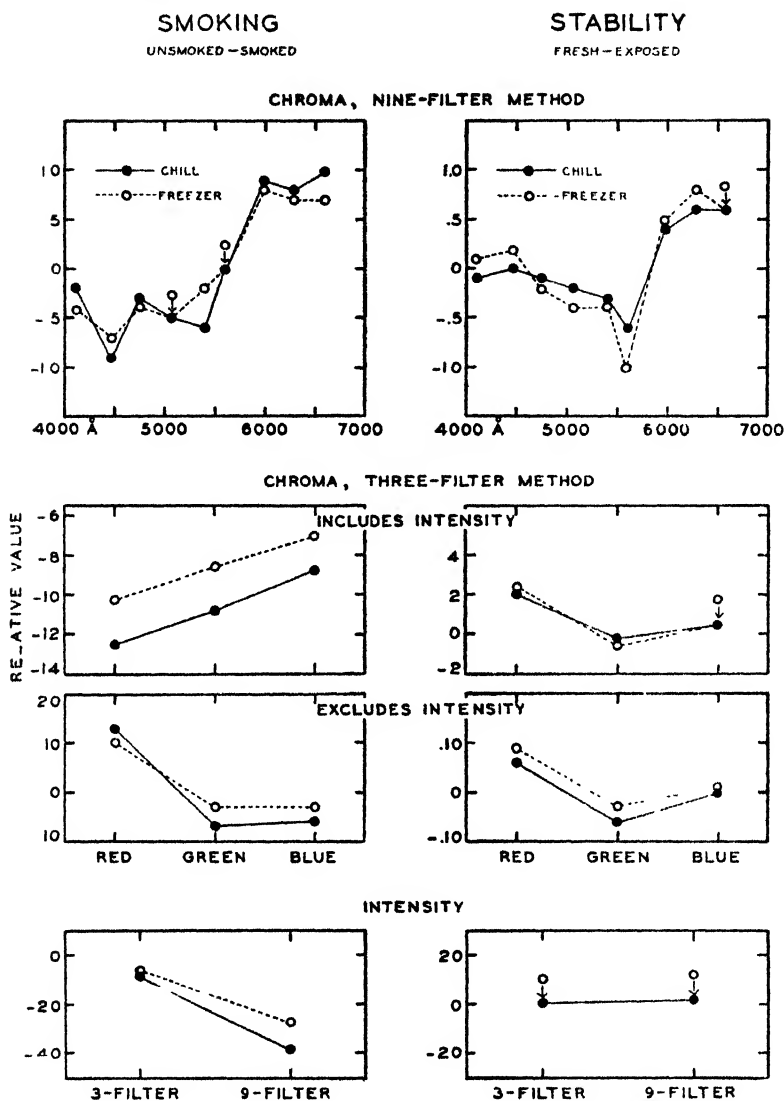 SMOKING
UNSMOKED – SMOKED
STABILITY
FRESH – EXPOSED
CHROMA, NINE-FILTER METHOD
CHILL
FREEZER
10
5
0
-5
-10
4000 Å 5000 6000 7000
CHILL
FREEZER
1.0
.5
0
-.5
-1.0
4000 Å 5000 6000 7000
CHROMA, THREE-FILTER METHOD
RELATIVE VALUE
INCLUDES INTENSITY
-6
-8
-10
-12
-14
4
2
0
-2
EXCLUDES INTENSITY
20
10
0
10
RED GREEN BLUE
.10
0
-.10
RED GREEN BLUE
INTENSITY
0
-20
-40
3-FILTER 9-FILTER
20
0
-20
3-FILTER 9-FILTER